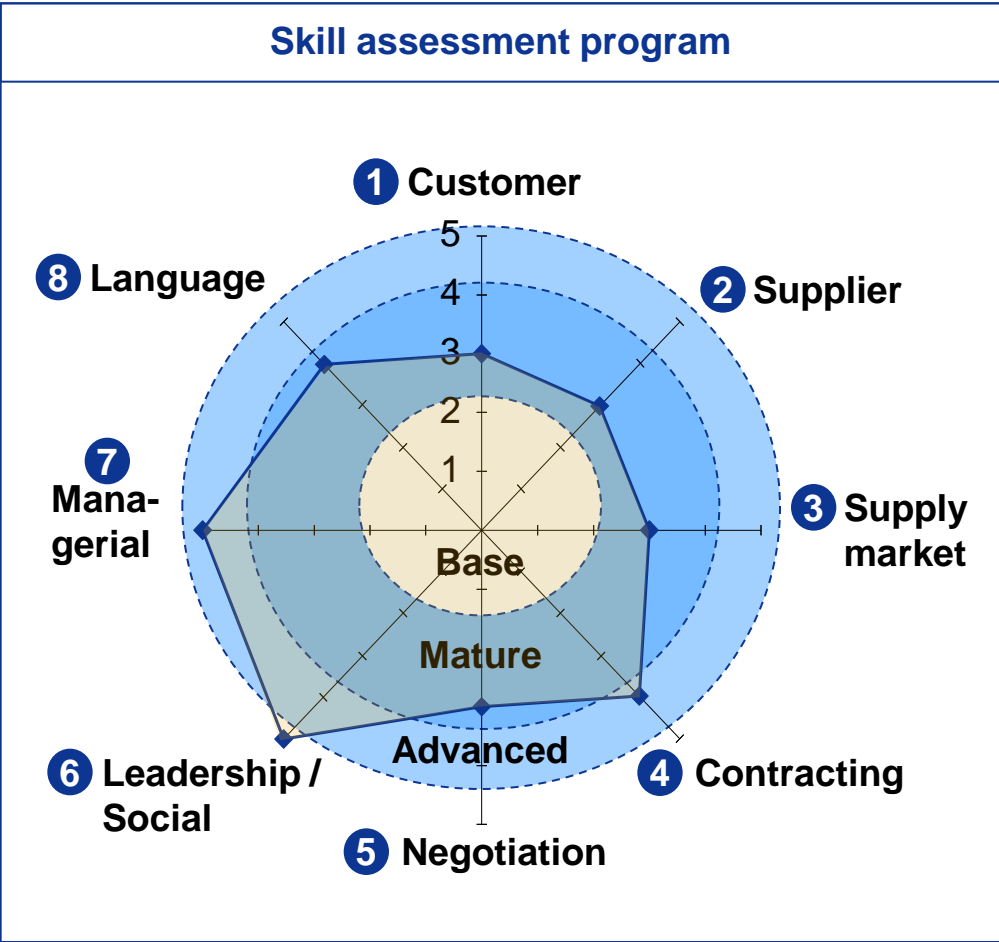 Skill assessment program
1 Customer
5
4
3
2
1
8 Language
2 Supplier
7
Mana-
gerial
3 Supply
market
Base
Mature
Advanced
6 Leadership /
Social
4 Contracting
5 Negotiation